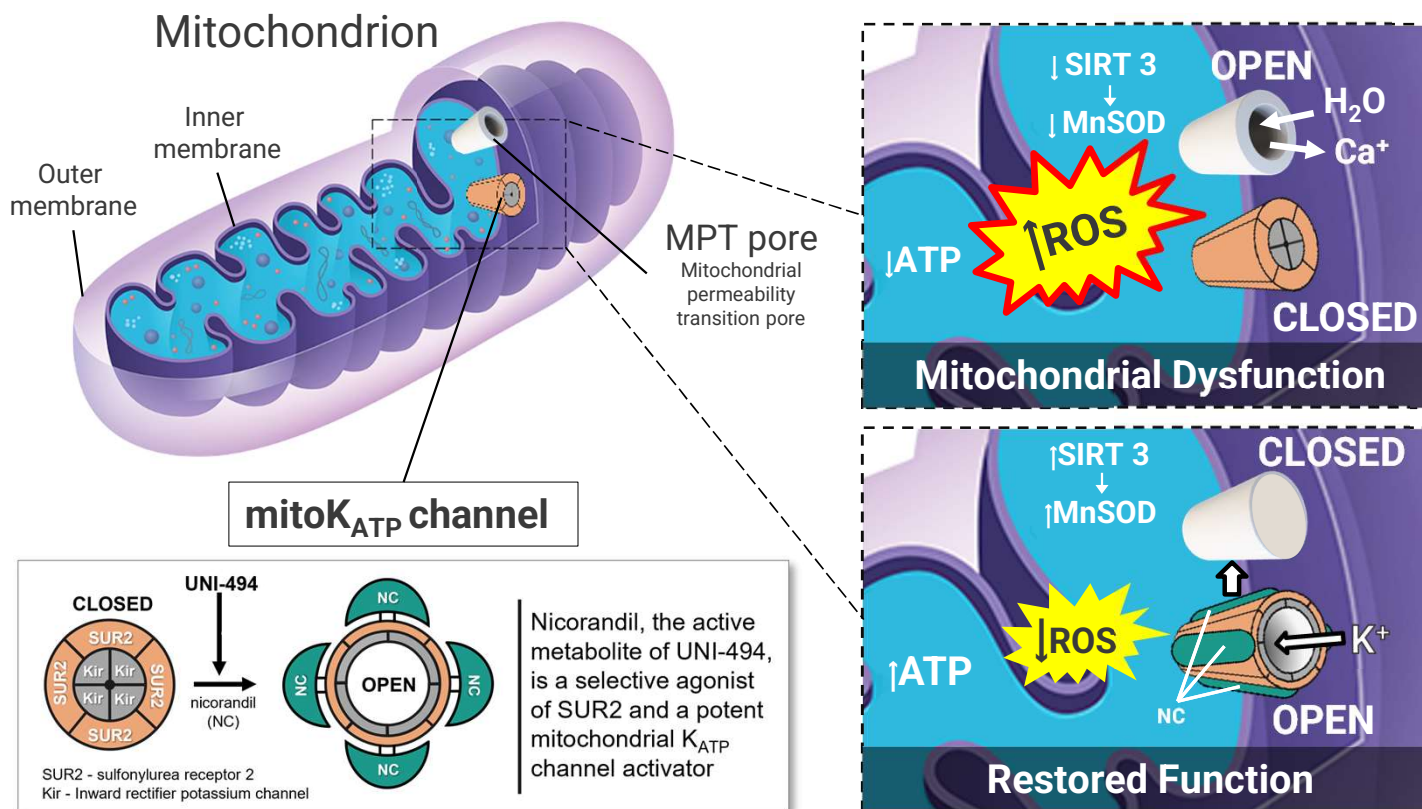 Mitochondrion
Inner
membrane
Outer
membrane
MPT pore
Mitochondrial
permeability
transition pore
mitoK_ATP channel
UNI-494
CLOSED
SUR2
SUR2
SUR2
SUR2
Kir
Kir
Kir
Kir
nicorandil
(NC)
NC
NC
NC
NC
OPEN
SUR2 - sulfonylurea receptor 2
Kir - Inward rectifier potassium channel
Nicorandil, the active
metabolite of UNI-494,
is a selective agonist
of SUR2 and a potent
mitochondrial K_ATP
channel activator
↓SIRT 3
↓
↓MnSOD
OPEN
H₂O
Ca⁺
↑ROS
↓ATP
CLOSED
Mitochondrial Dysfunction
↑SIRT 3
↓
↑MnSOD
CLOSED
↓ROS
↑ATP
K⁺
NC
OPEN
Restored Function